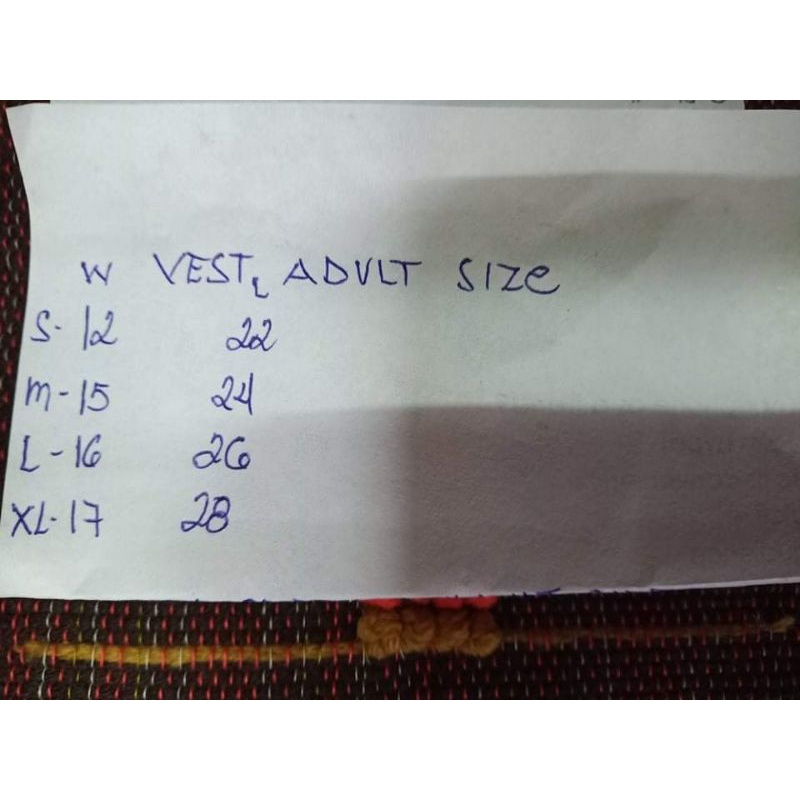 W VEST L ADULT SIZE
S- 12 22
M- 15 24
L - 16 26
XL- 17 28